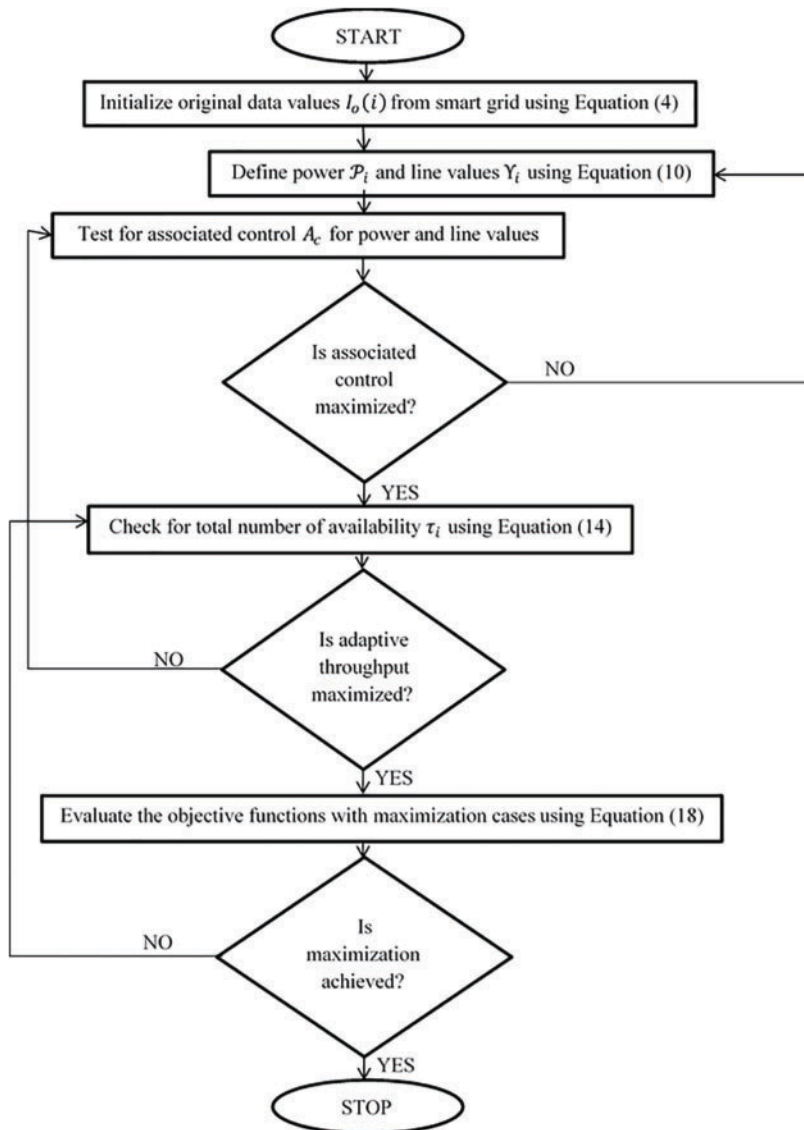 START
Initialize original data values I_o(i) from smart grid using Equation (4)
Define power 𝒫_i and line values Υ_i using Equation (10)
Test for associated control A_c for power and line values
Is associated
control
maximized?
NO
YES
Check for total number of availability τ_i using Equation (14)
Is adaptive
throughput
maximized?
NO
YES
Evaluate the objective functions with maximization cases using Equation (18)
Is
maximization
achieved?
NO
YES
STOP